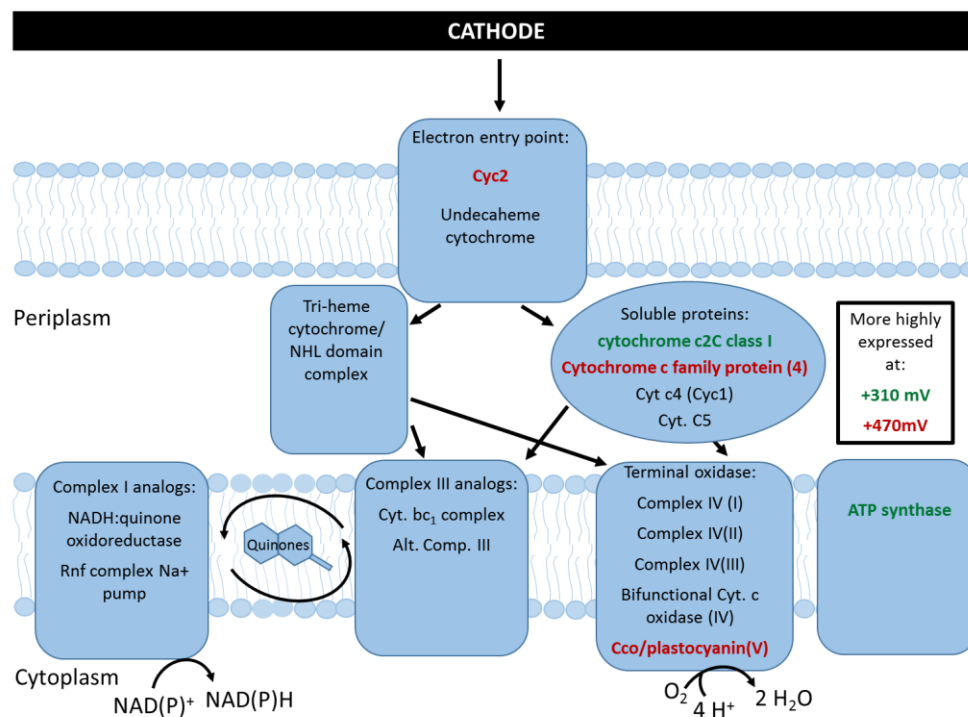 CATHODE
Electron entry point:
Cyc2
Undecaheme
cytochrome
Periplasm
Tri-heme
cytochrome/
NHL domain
complex
Soluble proteins:
cytochrome c2C class I
Cytochrome c family protein (4)
Cyt c4 (Cyc1)
Cyt. C5
More highly
expressed
at:
+310 mV
+470mV
Complex I analogs:
NADH:quinone
oxidoreductase
Rnf complex Na+
pump
Quinones
Complex III analogs:
Cyt. bc₁ complex
Alt. Comp. III
Terminal oxidase:
Complex IV (I)
Complex IV(II)
Complex IV(III)
Bifunctional Cyt. c
oxidase (IV)
Cco/plastocyanin(V)
ATP synthase
Cytoplasm
NAD(P)⁺ NAD(P)H
O₂ 4 H⁺ 2 H₂O